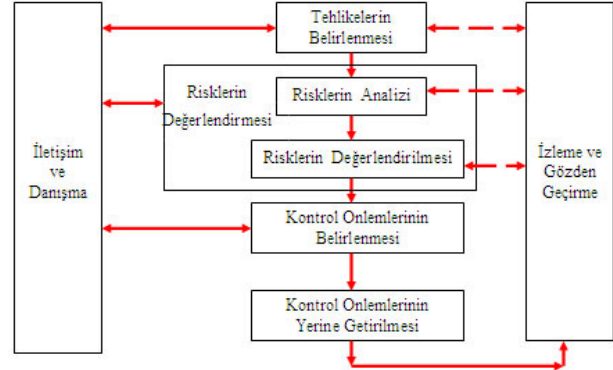 Tehlikelerin
Belirlenmesi
Risklerin
Değerlendirmesi
Risklerin Analizi
Risklerin Değerlendirilmesi
İletişim
ve
Danışma
İzleme ve
Gözden
Geçirme
Kontrol Onlemlerinin
Belirlenmesi
Kontrol Onlemlerinin
Yerine Getirilmesi